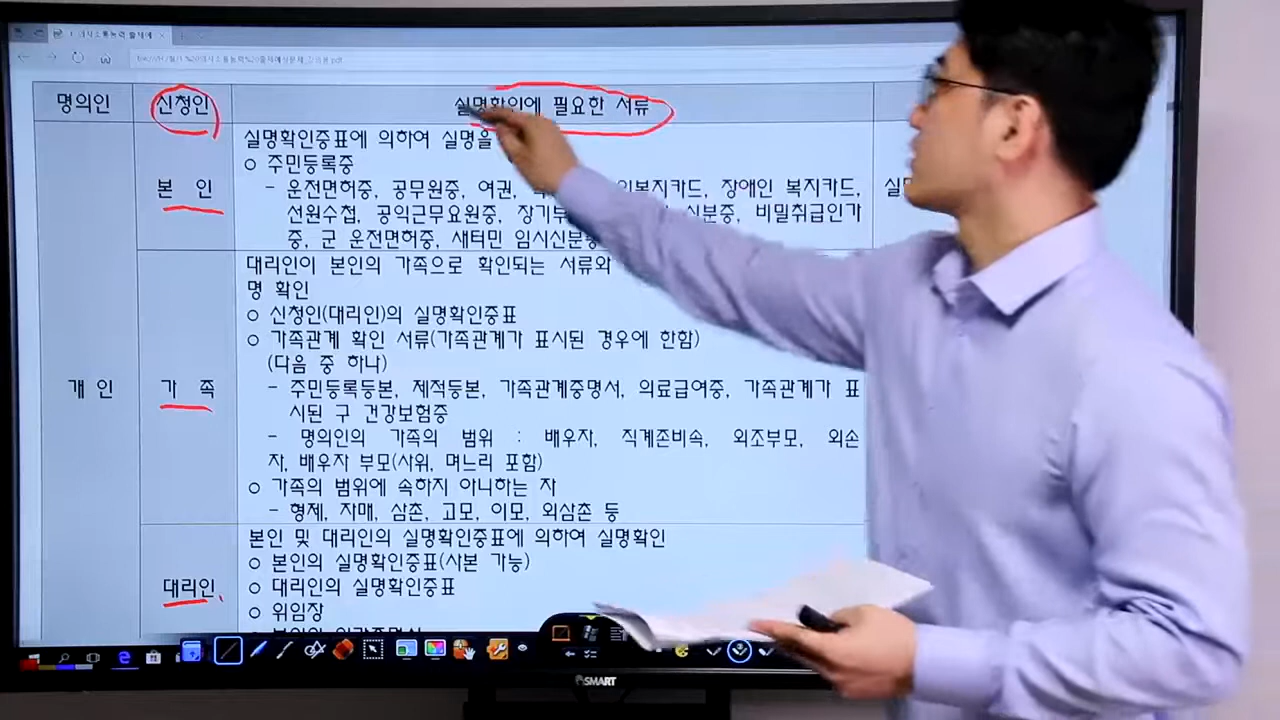 명의인 신청인 실명확인에 필요한 서류
실명확인증표에 의하여 실명을
○ 주민등록증
본 인
- 운전면허증, 공무원증, 여권, 장애인 복지카드,
선원수첩, 공익근무요원증, 비밀취급인가
증, 군 운전면허증, 새터민
대리인이 본인의 가족으로 확인되는 서류와
명 확인
○ 신청인(대리인)의 실명확인증표
○ 가족관계 확인 서류(가족관계가 표시된 경우에 한함)
(다음 중 하나)
개 인 가 족
- 주민등록등본, 제적등본, 가족관계증명서, 의료급여증, 가족관계가 표
시된 구 건강보험증
- 명의인의 가족의 범위 : 배우자, 직계존비속, 외조부모, 외손
자, 배우자 부모(사위, 며느리 포함)
○ 가족의 범위에 속하지 아니하는 자
- 형제, 자매, 삼촌, 고모, 이모, 외삼촌 등
본인 및 대리인의 실명확인증표에 의하여 실명확인
○ 본인의 실명확인증표(사본 가능)
대리인
○ 대리인의 실명확인증표
○ 위임장
SMART